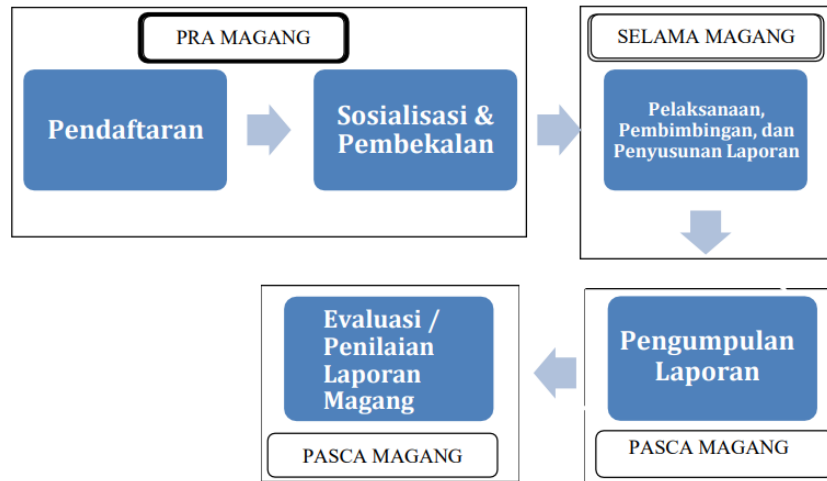 PRA MAGANG
Pendaftaran
Sosialisasi &
Pembekalan
SELAMA MAGANG
Pelaksanaan,
Pembimbingan, dan
Penyusunan Laporan
Pengumpulan
Laporan
PASCA MAGANG
Evaluasi /
Penilaian
Laporan
Magang
PASCA MAGANG